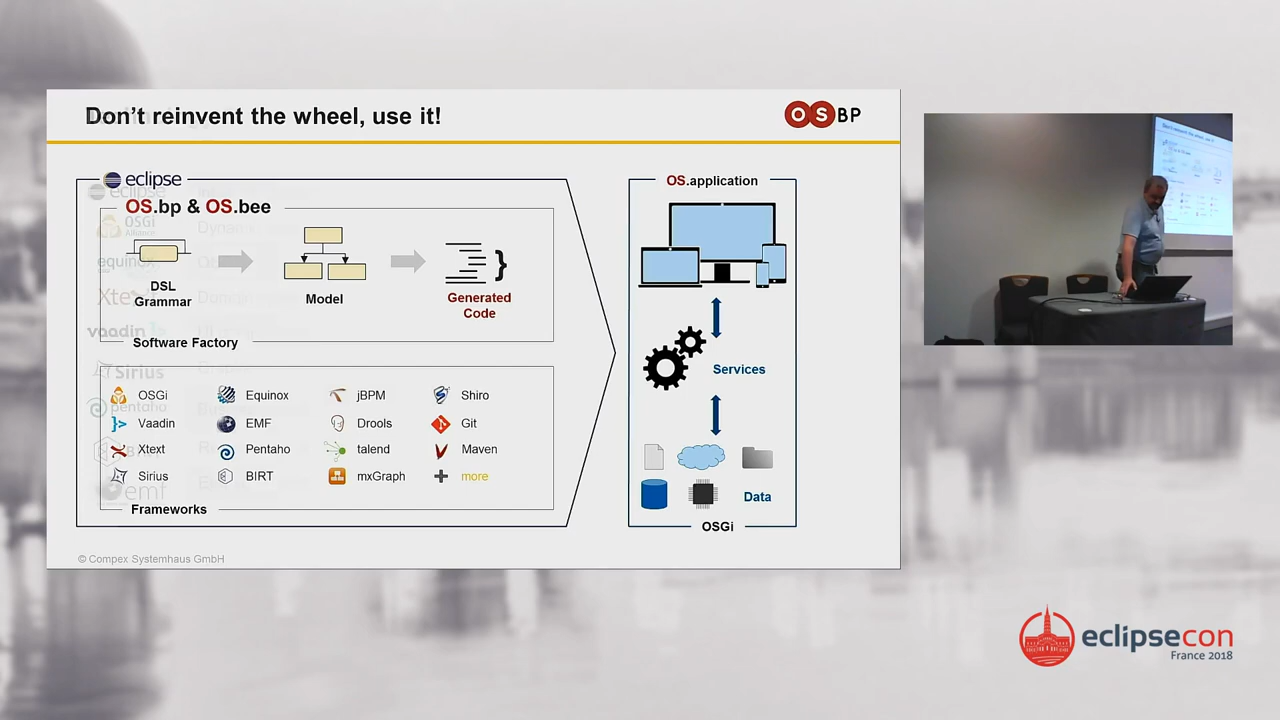 Don't reinvent the wheel, use it!
OS BP
eclipse
OS.bp & OS.bee
DSL
Grammar
Model
Generated
Code
Software Factory
OSGi
Equinox
jBPM
Shiro
Vaadin
EMF
Drools
Git
Xtext
Pentaho
talend
Maven
Sirius
BIRT
mxGraph
more
Frameworks
OS.application
Services
Data
OSGi
© Compex Systemhaus GmbH
eclipsecon
France 2018